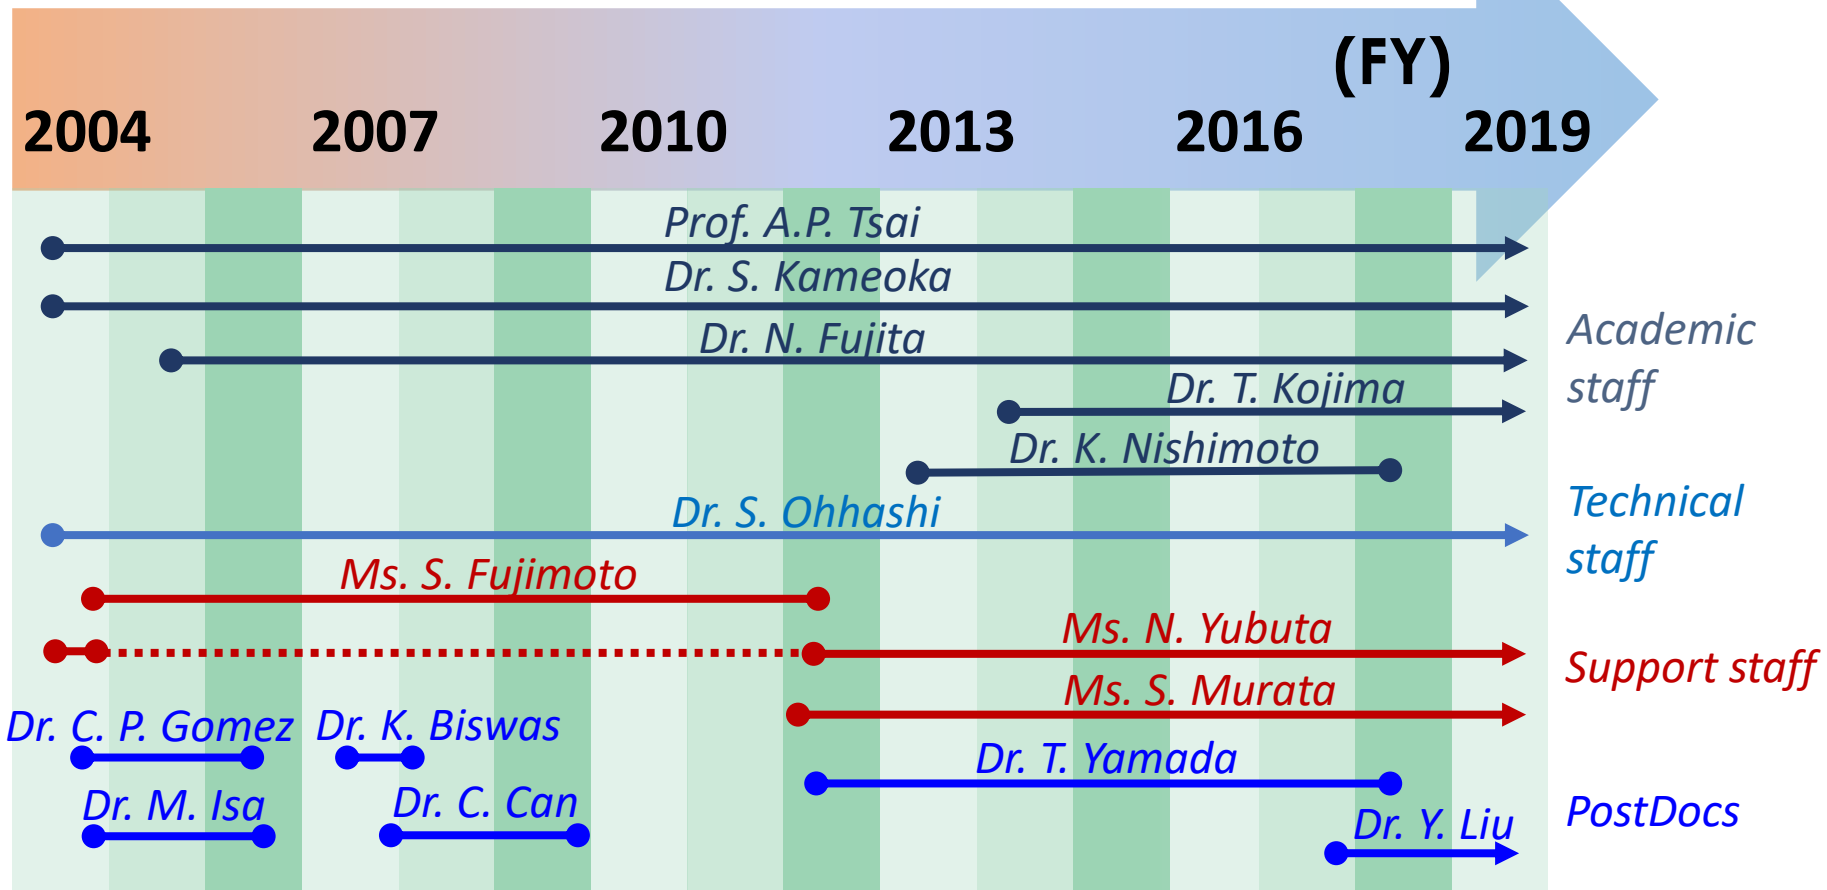 (FY)
2004 2007 2010 2013 2016 2019
Prof. A.P. Tsai
Dr. S. Kameoka
Dr. N. Fujita
Dr. T. Kojima
Dr. K. Nishimoto
Academic
staff
Dr. S. Ohhashi
Technical
staff
Ms. S. Fujimoto
Ms. N. Yubuta
Ms. S. Murata
Support staff
Dr. C. P. Gomez Dr. K. Biswas
Dr. T. Yamada
Dr. M. Isa Dr. C. Can
Dr. Y. Liu
PostDocs